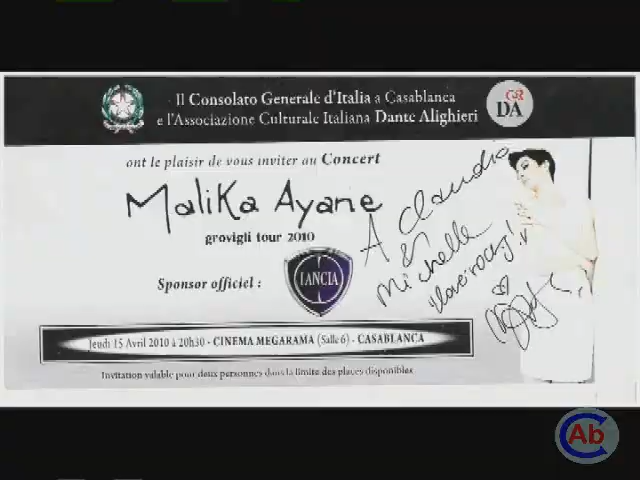 Il Consolato Generale d'Italia a Casablanca
e l'Associazione Culturale Italiana Dante Alighieri
DA
ont le plaisir de vous inviter au Concert
Malika Ayane
grovigli tour 2010
Sponsor officiel :
LANCIA
A Claudio
&
Michelle
Jeudi 15 Avril 2010 à 20h30 - CINEMA MEGARAMA (Salle 6) - CASABLANCA
Invitation valable pour deux personnes dans la limite des places disponibles
Ab